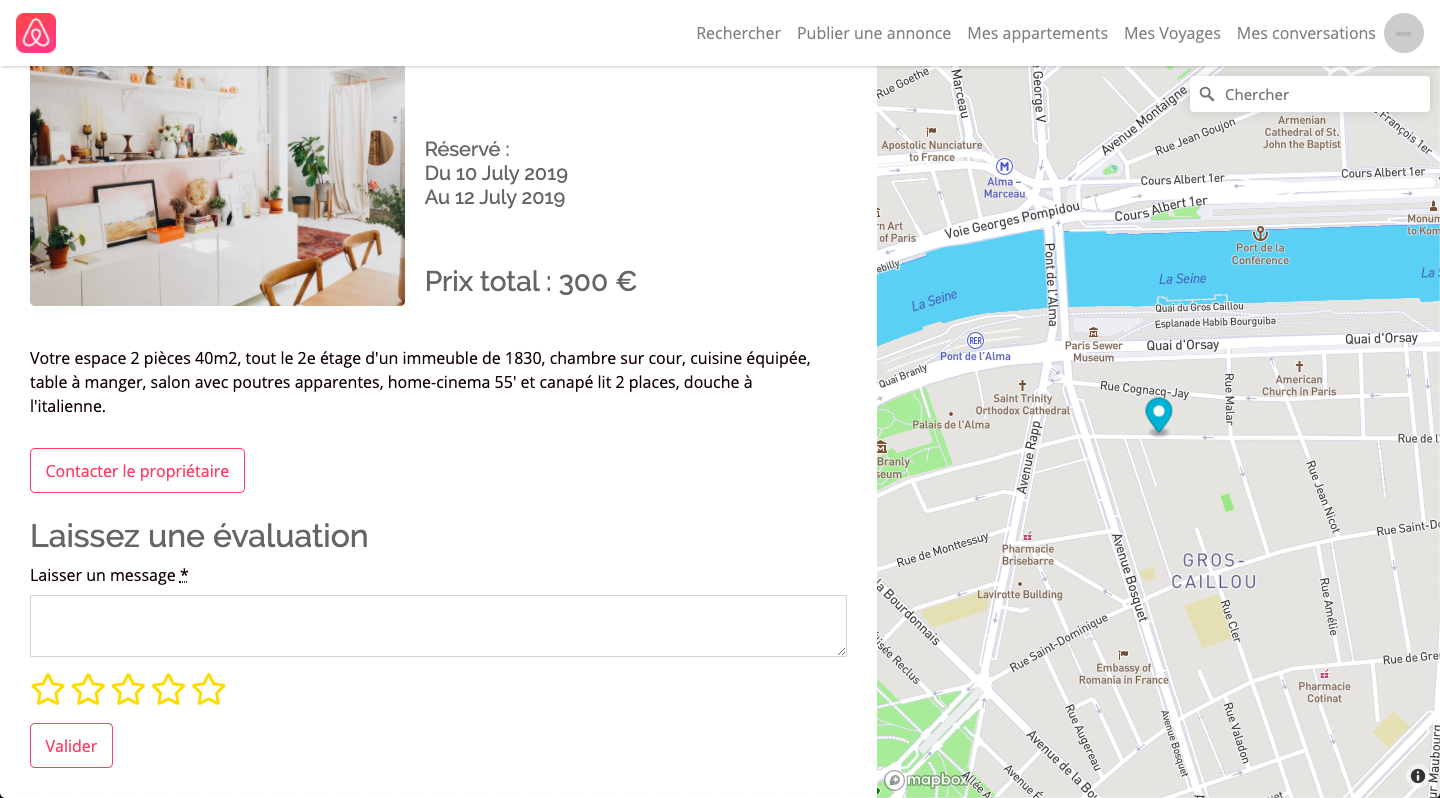 Rechercher
Publier une annonce
Mes appartements
Mes Voyages
Mes conversations
Réservé :
Du 10 July 2019
Au 12 July 2019
Prix total : 300 €
Votre espace 2 pièces 40m2, tout le 2e étage d'un immeuble de 1830, chambre sur cour, cuisine équipée,
table à manger, salon avec poutres apparentes, home-cinema 55' et canapé lit 2 places, douche à
l'italienne.
Contacter le propriétaire
Laissez une évaluation
Laisser un message *
Valider
Chercher
Rue Goethe
Marceau
George V
Avenue Montaigne
Rue Jean Goujon
François 1er
Armenian
Cathedral of St.
John the Baptist
Apostolic Nunciature
to France
M
Alma –
Marceau
Cours Albert 1er
Cours Albert 1er
Cours Albert 1er
Voie Georges Pompidou
rn Art
of Paris
Monum
to Kom
Port de la
Conférence
ebilly
Pont de l'Alma
La Seine
La Seine
La S
Quai du Gros Caillou
Esplanade Habib Bourguiba
RER
Pont de l'Alma
Paris Sewer
Museum
Quai d'Orsay
Quai d'Orsay
Quai Branly
Saint Trinity
Orthodox Cathedral
Rue Cognacq-Jay
American
Church in Paris
Rue Malar
Palais de l'Alma
Branly
seum
Avenue Rapp
Rue de l'
Rue Jean Nicot
Rue Saint-Dom
Rue de Monttessuy
Pharmacie
Brisebarre
Avenue Bosquet
GROS-
CAILLOU
Lavirotte Building
La Bourdonnais
Rue Saint-Dominique
Rue Cler
Rue Amélie
usée Reclus
Embassy of
Romania in France
Rue de Gre
Pharmacie
Cotinat
Rue Augereau
Avenue Bosquet
Rue Valadon
Avenue de la Bou
Allée A
ur Maubourg
mapbox